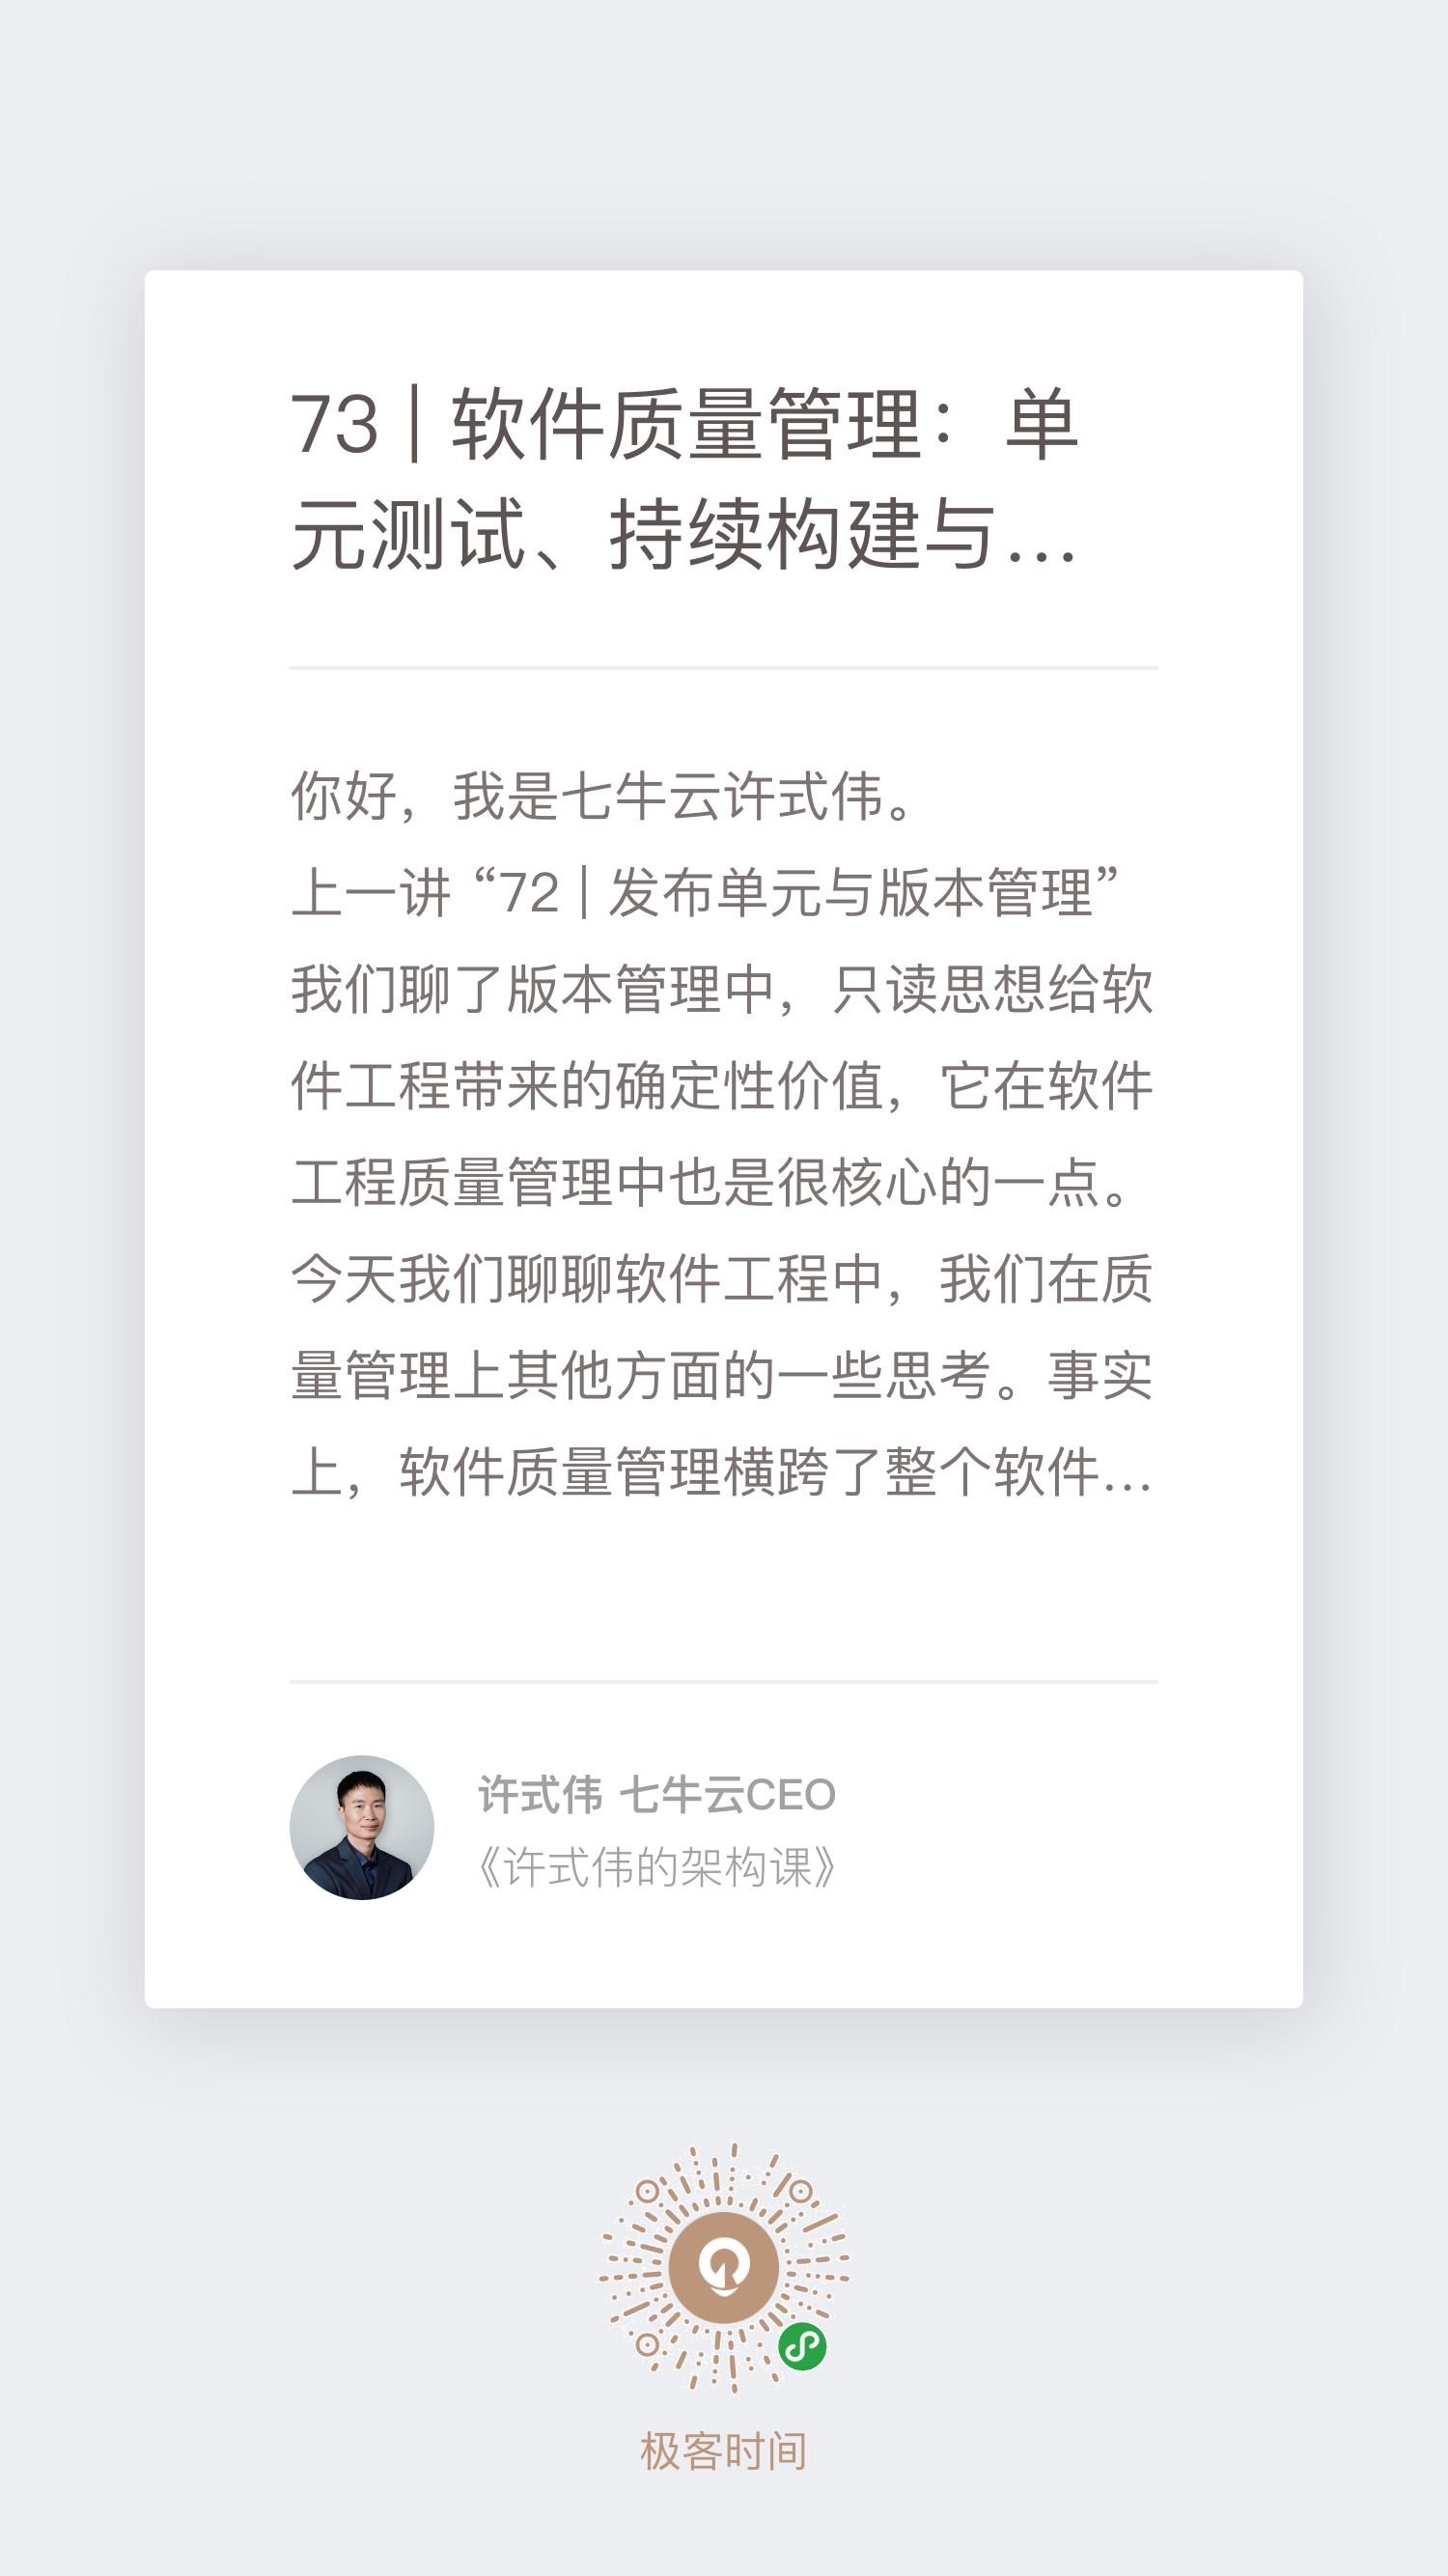 73 | 软件质量管理：单
元测试、持续构建与...
你好，我是七牛云许式伟。
上一讲 “72 | 发布单元与版本管理”
我们聊了版本管理中，只读思想给软
件工程带来的确定性价值，它在软件
工程质量管理中也是很核心的一点。
今天我们聊聊软件工程中，我们在质
量管理上其他方面的一些思考。事实
上，软件质量管理横跨了整个软件...
许式伟 七牛云CEO
《许式伟的架构课》
极客时间